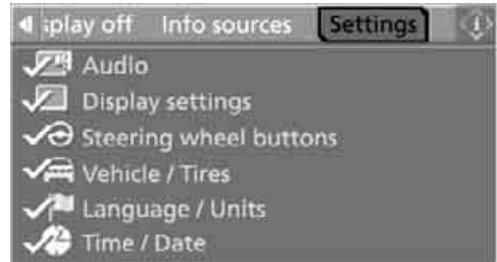 splay off Info sources Settings
Audio
Display settings
Steering wheel buttons
Vehicle / Tires
Language / Units
Time / Date